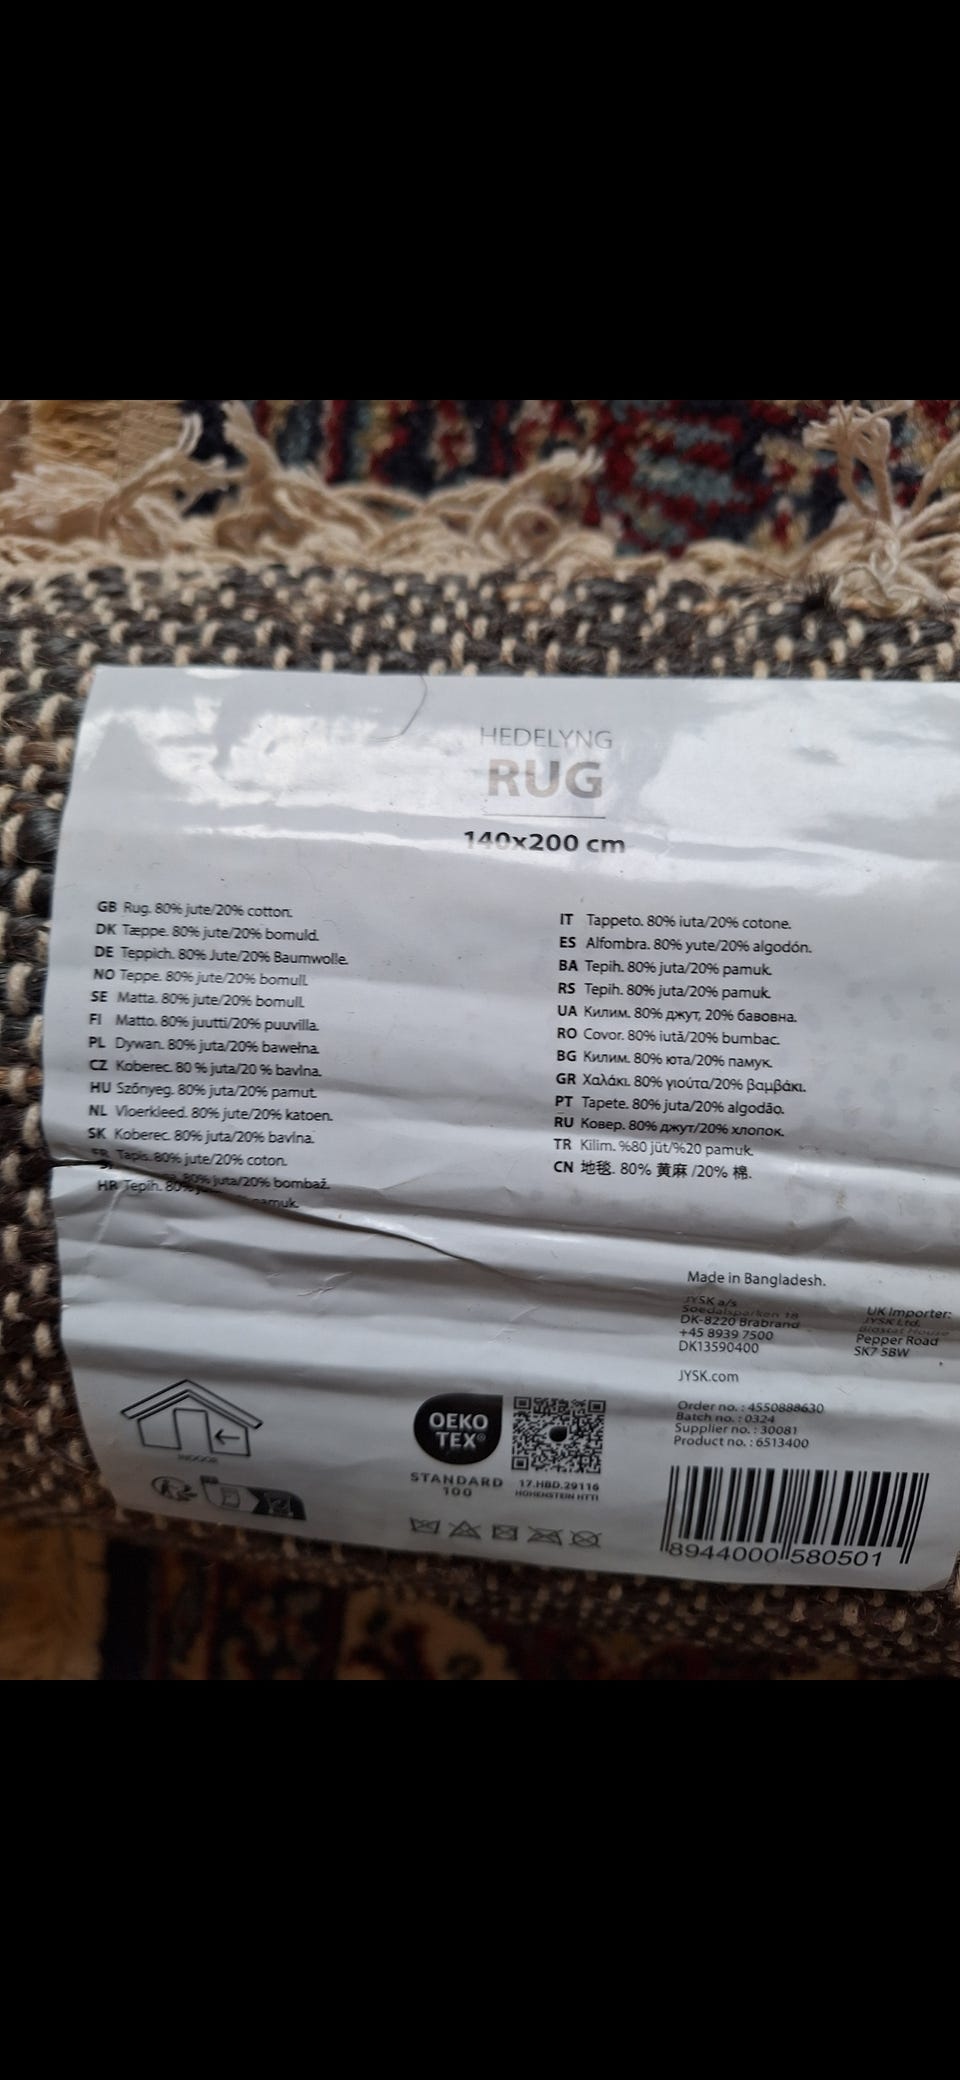 HEDELYNG
RUG
140x200 cm
GB Rug. 80% jute/20% cotton.
DK Tæppe. 80% jute/20% bomuld.
DE Teppich. 80% Jute/20% Baumwolle.
NO Teppe. 80% jute/20% bomull.
SE Matta. 80% jute/20% bomull.
FI Matto. 80% juutti/20% puuvilla.
PL Dywan. 80% juta/20% bawełna.
CZ Koberec. 80 % juta/20 % bavlna.
HU Szőnyeg. 80% juta/20% pamut.
NL Vloerkleed. 80% jute/20% katoen.
SK Koberec. 80% juta/20% bavlna.
FR Tapis. 80% jute/20% coton.
80% juta/20% bombaž.
HR Tepih. 80% pamuk.
IT Tappeto. 80% iuta/20% cotone.
ES Alfombra. 80% yute/20% algodón.
BA Tepih. 80% juta/20% pamuk.
RS Tepih. 80% juta/20% pamuk.
UA Килим. 80% джут, 20% бавовна.
RO Covor. 80% iută/20% bumbac.
BG Килим. 80% юта/20% памук.
GR Χαλάκι. 80% γιούτα/20% βαμβάκι.
PT Tapete. 80% juta/20% algodão.
RU Ковер. 80% джут/20% хлопок.
TR Kilim. %80 jüt/%20 pamuk.
CN 地毯. 80% 黄麻 /20% 棉.
Made in Bangladesh.
JYSK a/s
Soedalsparken 18
DK-8220 Brabrand
+45 8939 7500
DK13590400
JYSK.com
UK Importer:
JYSK Ltd.
Biostat House
Pepper Road
SK7 5BW
Order no. : 4550888630
Batch no. : 0324
Supplier no. : 30081
Product no. : 6513400
INDOOR
OEKO
TEX®
STANDARD
100
17.HBD.29116
HOHENSTEIN HTTI
8944000 580501